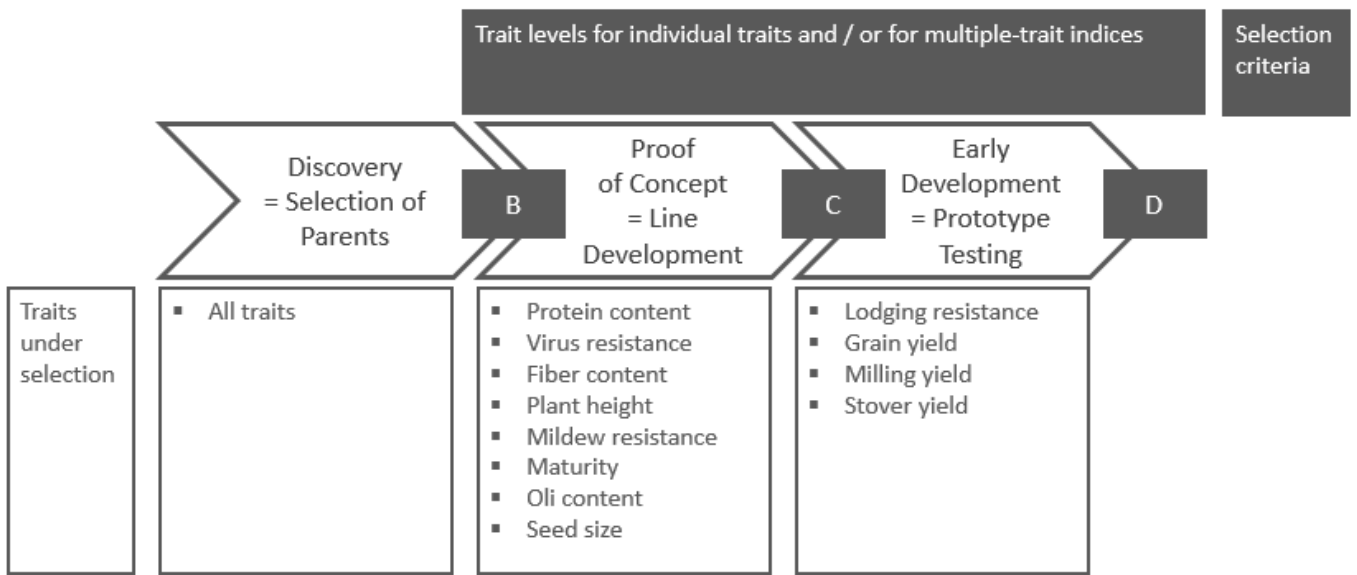 Trait levels for individual traits and / or for multiple-trait indices
Selection
criteria
Discovery
= Selection of
Parents
B
Proof
of Concept
= Line
Development
C
Early
Development
= Prototype
Testing
D
Traits
under
selection
▪ All traits
▪ Protein content
▪ Virus resistance
▪ Fiber content
▪ Plant height
▪ Mildew resistance
▪ Maturity
▪ Oli content
▪ Seed size
▪ Lodging resistance
▪ Grain yield
▪ Milling yield
▪ Stover yield